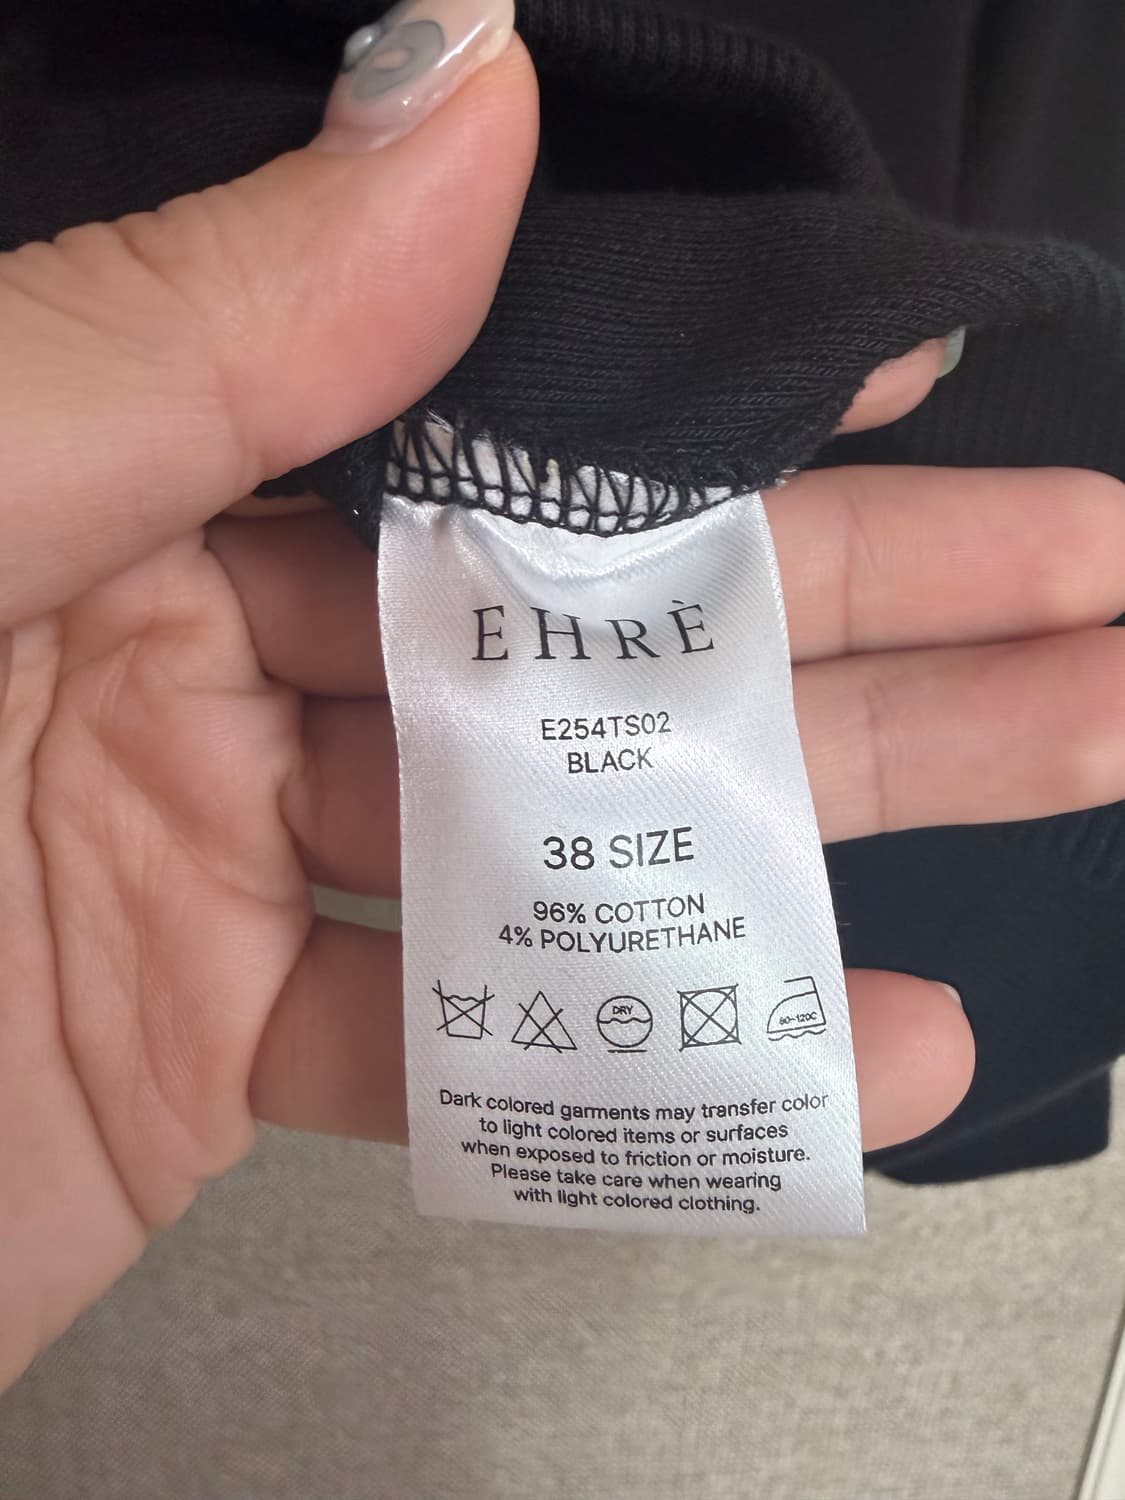 EHRÈ
E254TS02
BLACK
38 SIZE
96% COTTON
4% POLYURETHANE
DRY
80~120C
Dark colored garments may transfer color
to light colored items or surfaces
when exposed to friction or moisture.
Please take care when wearing
with light colored clothing.